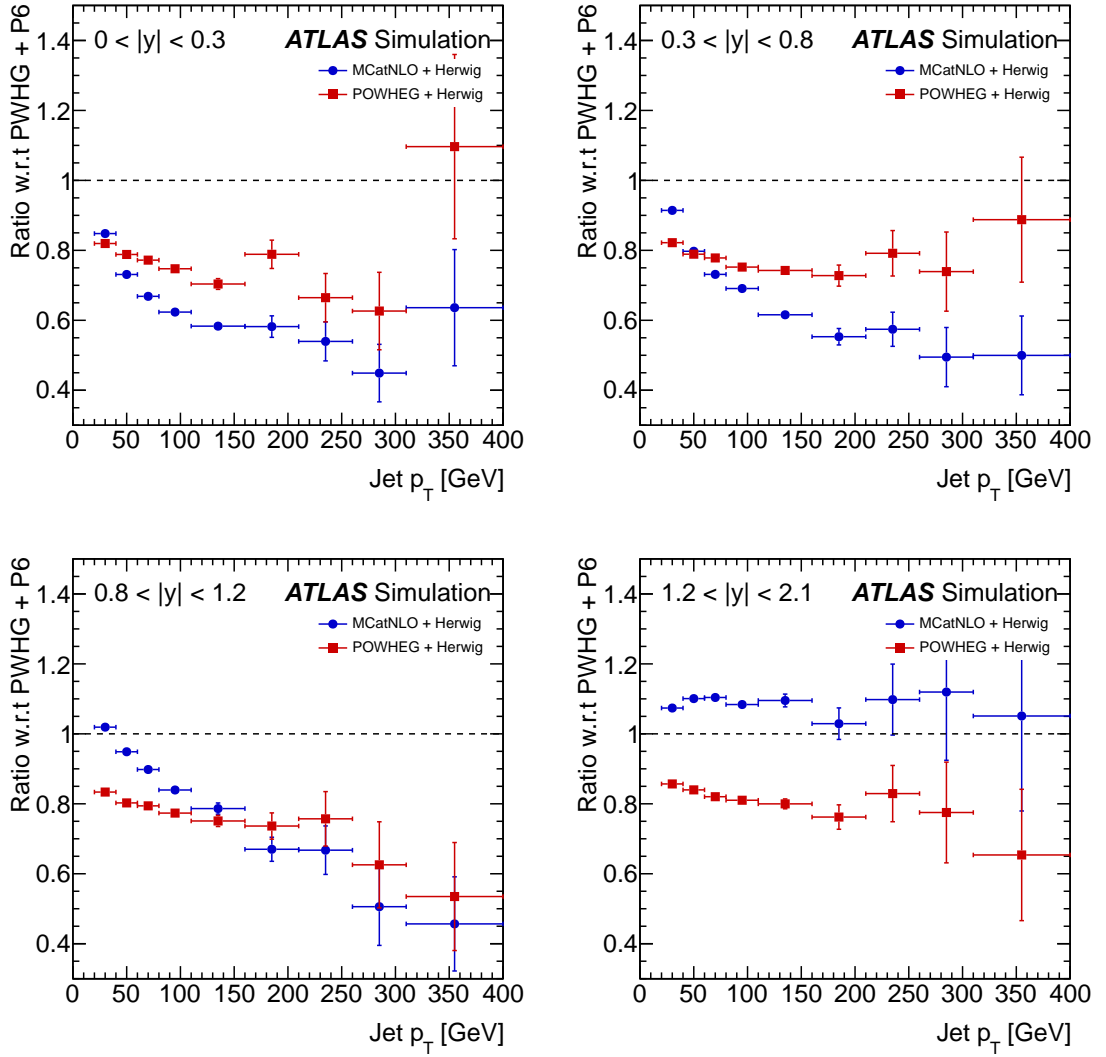 Ratio w.r.t PWHG + P6
0 < |y| < 0.3
ATLAS Simulation
MCatNLO + Herwig
POWHEG + Herwig
1.4
1.2
1
0.8
0.6
0.4
0 50 100 150 200 250 300 350 400
Jet p_T [GeV]
Ratio w.r.t PWHG + P6
0.3 < |y| < 0.8
ATLAS Simulation
MCatNLO + Herwig
POWHEG + Herwig
1.4
1.2
1
0.8
0.6
0.4
0 50 100 150 200 250 300 350 400
Jet p_T [GeV]
Ratio w.r.t PWHG + P6
0.8 < |y| < 1.2
ATLAS Simulation
MCatNLO + Herwig
POWHEG + Herwig
1.4
1.2
1
0.8
0.6
0.4
0 50 100 150 200 250 300 350 400
Jet p_T [GeV]
Ratio w.r.t PWHG + P6
1.2 < |y| < 2.1
ATLAS Simulation
MCatNLO + Herwig
POWHEG + Herwig
1.4
1.2
1
0.8
0.6
0.4
0 50 100 150 200 250 300 350 400
Jet p_T [GeV]